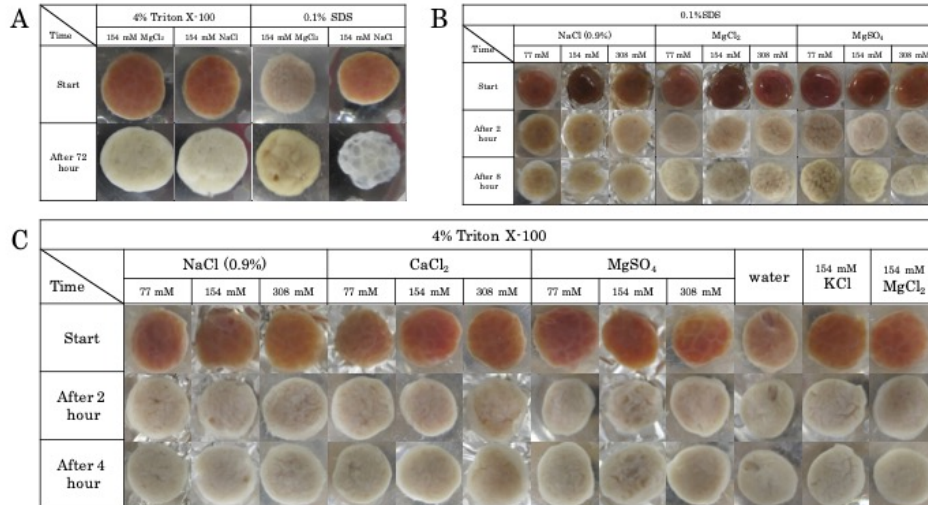 A
4% Triton X-100 0.1% SDS
Time
154 mM MgCl₂ 154 mM NaCl 154 mM MgCl₂ 154 mM NaCl
Start
After 72
hour
B
0.1%SDS
NaCl (0.9%) MgCl₂ MgSO₄
Time
77 mM 154 mM 308 mM 77 mM 154 mM 308 mM 77 mM 154 mM 308 mM
Start
After 2
hour
After 8
hour
C
4% Triton X-100
NaCl (0.9%) CaCl₂ MgSO₄ water 154 mM KCl 154 mM MgCl₂
Time
77 mM 154 mM 308 mM 77 mM 154 mM 308 mM 77 mM 154 mM 308 mM
Start
After 2
hour
After 4
hour